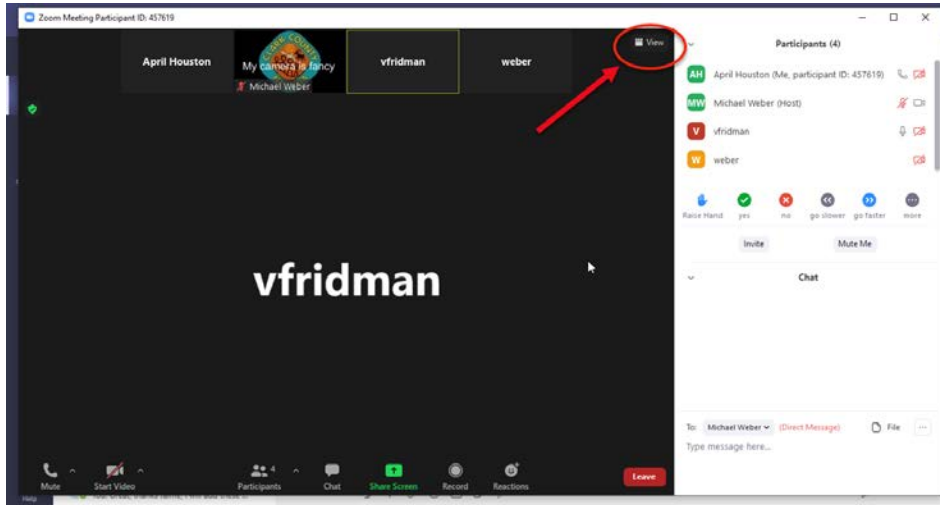 Zoom Meeting Participant ID: 457619
April Houston
My camera is fancy
Michael Weber
vfridman
weber
View
vfridman
Mute
Start Video
4
Participants
Chat
Share Screen
Record
Reactions
Leave
Participants (4)
AH April Houston (Me, participant ID: 457619)
MW Michael Weber (Host)
V vfridman
W weber
Raise Hand yes no go slower go faster more
Invite Mute Me
Chat
To: Michael Weber (Direct Message) File ...
Type message here...
Help